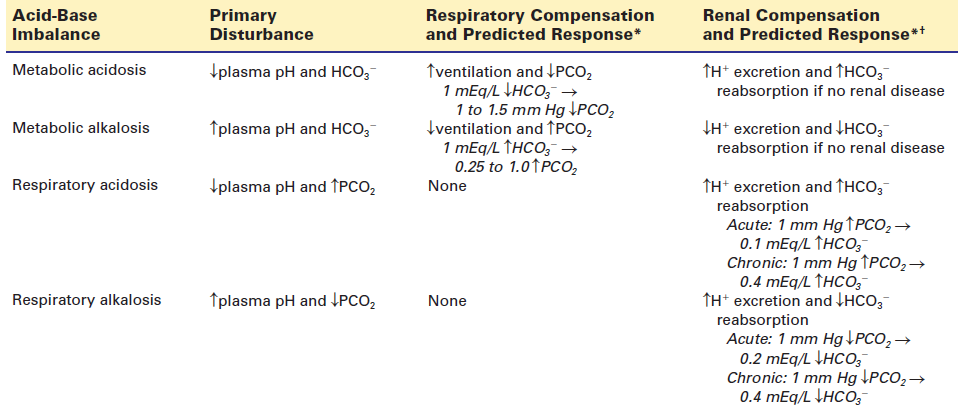 Acid-Base Imbalance | Primary Disturbance | Respiratory Compensation and Predicted Response* | Renal Compensation and Predicted Response*†
Metabolic acidosis
↓plasma pH and HCO₃⁻
↑ventilation and ↓PCO₂
1 mEq/L ↓HCO₃⁻ →
1 to 1.5 mm Hg ↓PCO₂
↑H⁺ excretion and ↑HCO₃⁻
reabsorption if no renal disease
Metabolic alkalosis
↑plasma pH and HCO₃⁻
↓ventilation and ↑PCO₂
1 mEq/L ↑HCO₃⁻ →
0.25 to 1.0↑PCO₂
↓H⁺ excretion and ↓HCO₃⁻
reabsorption if no renal disease
Respiratory acidosis
↓plasma pH and ↑PCO₂
None
↑H⁺ excretion and ↑HCO₃⁻
reabsorption
Acute: 1 mm Hg ↑PCO₂ →
0.1 mEq/L ↑HCO₃⁻
Chronic: 1 mm Hg ↑PCO₂ →
0.4 mEq/L ↑HCO₃⁻
Respiratory alkalosis
↑plasma pH and ↓PCO₂
None
↑H⁺ excretion and ↓HCO₃⁻
reabsorption
Acute: 1 mm Hg ↓PCO₂ →
0.2 mEq/L ↓HCO₃⁻
Chronic: 1 mm Hg ↓PCO₂ →
0.4 mEq/L ↓HCO₃⁻